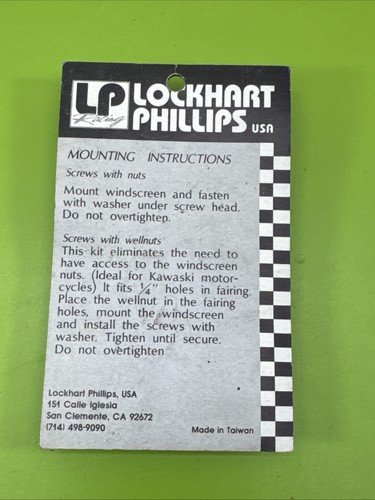 LP
Racing
LOCKHART
PHILLIPS USA
MOUNTING INSTRUCTIONS
Screws with nuts
Mount windscreen and fasten
with washer under screw head.
Do not overtighten.
Screws with wellnuts
This kit eliminates the need to
have access to the windscreen
nuts. (Ideal for Kawaski motor-
cycles) It fits ¼" holes in fairing.
Place the wellnut in the fairing
holes, mount the windscreen
and install the screws with
washer. Tighten until secure.
Do not overtighten
Lockhart Phillips, USA
151 Calle Iglesia
San Clemente, CA 92672
(714) 498-9090
Made in Taiwan